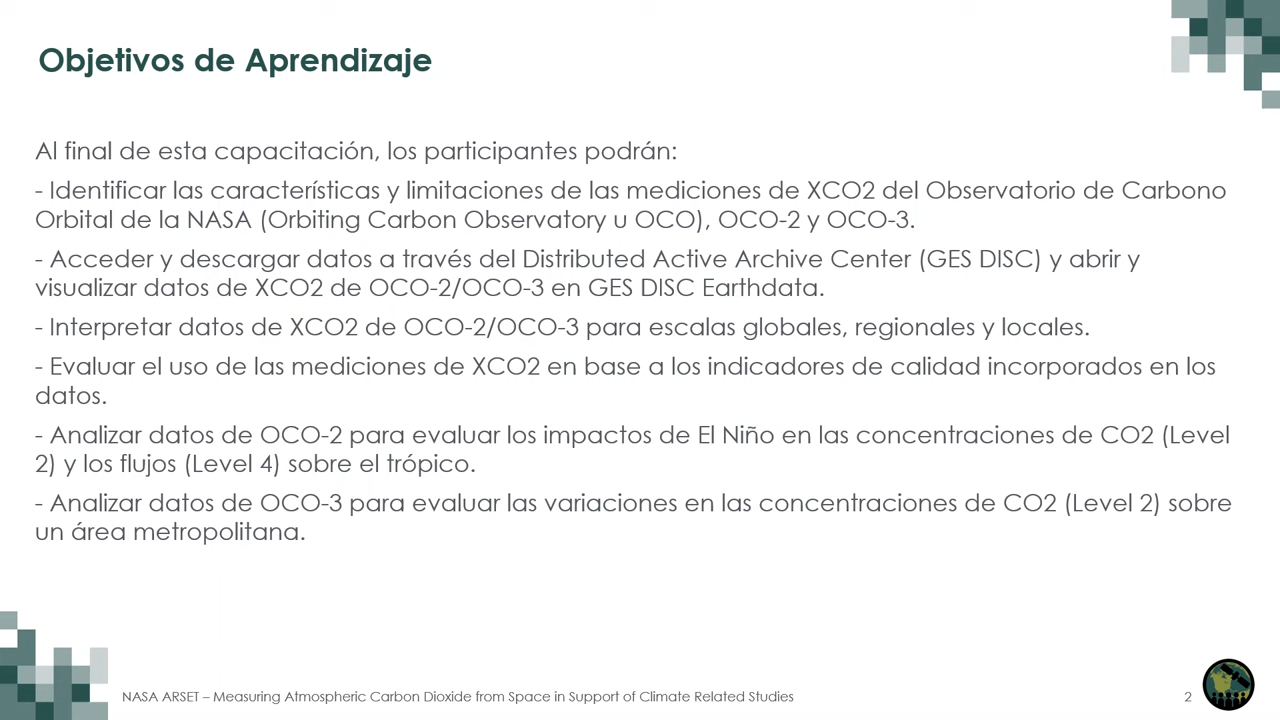 Objetivos de Aprendizaje
Al final de esta capacitación, los participantes podrán:
- Identificar las características y limitaciones de las mediciones de XCO2 del Observatorio de Carbono
Orbital de la NASA (Orbiting Carbon Observatory u OCO), OCO-2 y OCO-3.
- Acceder y descargar datos a través del Distributed Active Archive Center (GES DISC) y abrir y
visualizar datos de XCO2 de OCO-2/OCO-3 en GES DISC Earthdata.
- Interpretar datos de XCO2 de OCO-2/OCO-3 para escalas globales, regionales y locales.
- Evaluar el uso de las mediciones de XCO2 en base a los indicadores de calidad incorporados en los
datos.
- Analizar datos de OCO-2 para evaluar los impactos de El Niño en las concentraciones de CO2 (Level
2) y los flujos (Level 4) sobre el trópico.
- Analizar datos de OCO-3 para evaluar las variaciones en las concentraciones de CO2 (Level 2) sobre
un área metropolitana.
NASA ARSET – Measuring Atmospheric Carbon Dioxide from Space in Support of Climate Related Studies
2